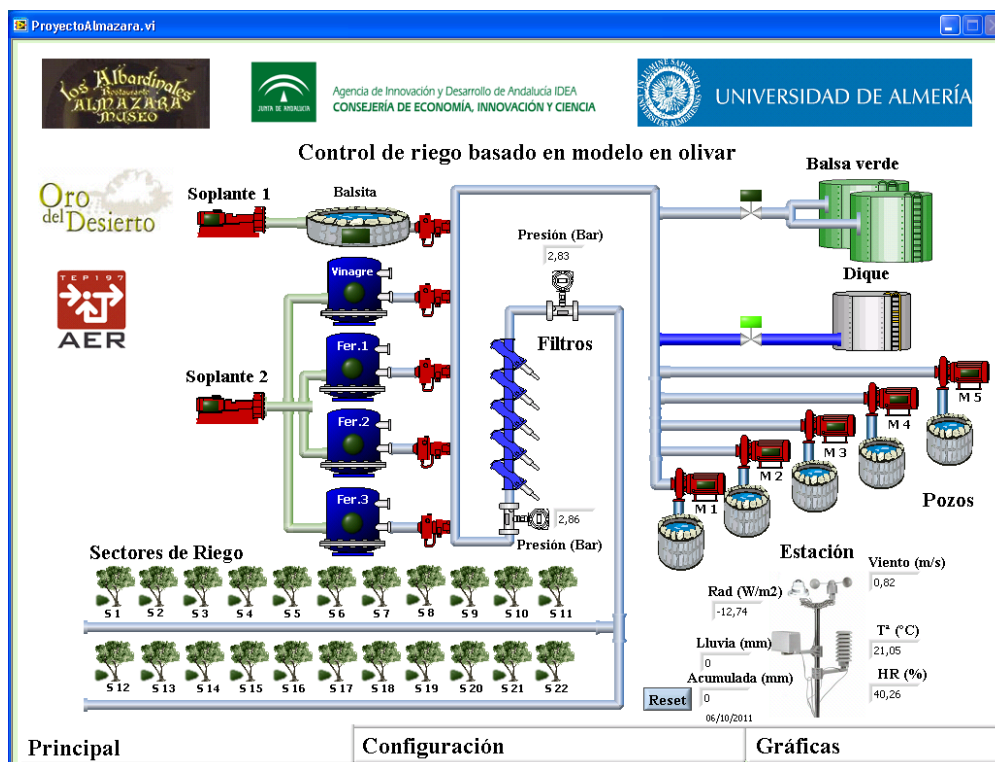 ProyectoAlmazara.vi
Los Albardinales
Restaurante
ALMAZARA
MUSEO
JUNTA DE ANDALUCIA
Agencia de Innovación y Desarrollo de Andalucía IDEA
CONSEJERÍA DE ECONOMÍA, INNOVACIÓN Y CIENCIA
UNIVERSIDAD DE ALMERÍA
Control de riego basado en modelo en olivar
Oro
del Desierto
TEP197
AER
Soplante 1
Balsita
Balsa verde
Presión (Bar)
2,83
Vinagre
Dique
Fer.1
Filtros
Soplante 2
Fer.2
Fer.3
M 5
M 4
M 3
M 2
M 1
Pozos
2,86
Presión (Bar)
Sectores de Riego
S 1 S 2 S 3 S 4 S 5 S 6 S 7 S 8 S 9 S 10 S 11
S 12 S 13 S 14 S 15 S 16 S 17 S 18 S 19 S 20 S 21 S 22
Estación
Viento (m/s)
0,82
Rad (W/m2)
-12,74
Tª (ºC)
21,05
Lluvia (mm)
0
HR (%)
40,26
Acumulada (mm)
0
Reset
06/10/2011
Principal
Configuración
Gráficas